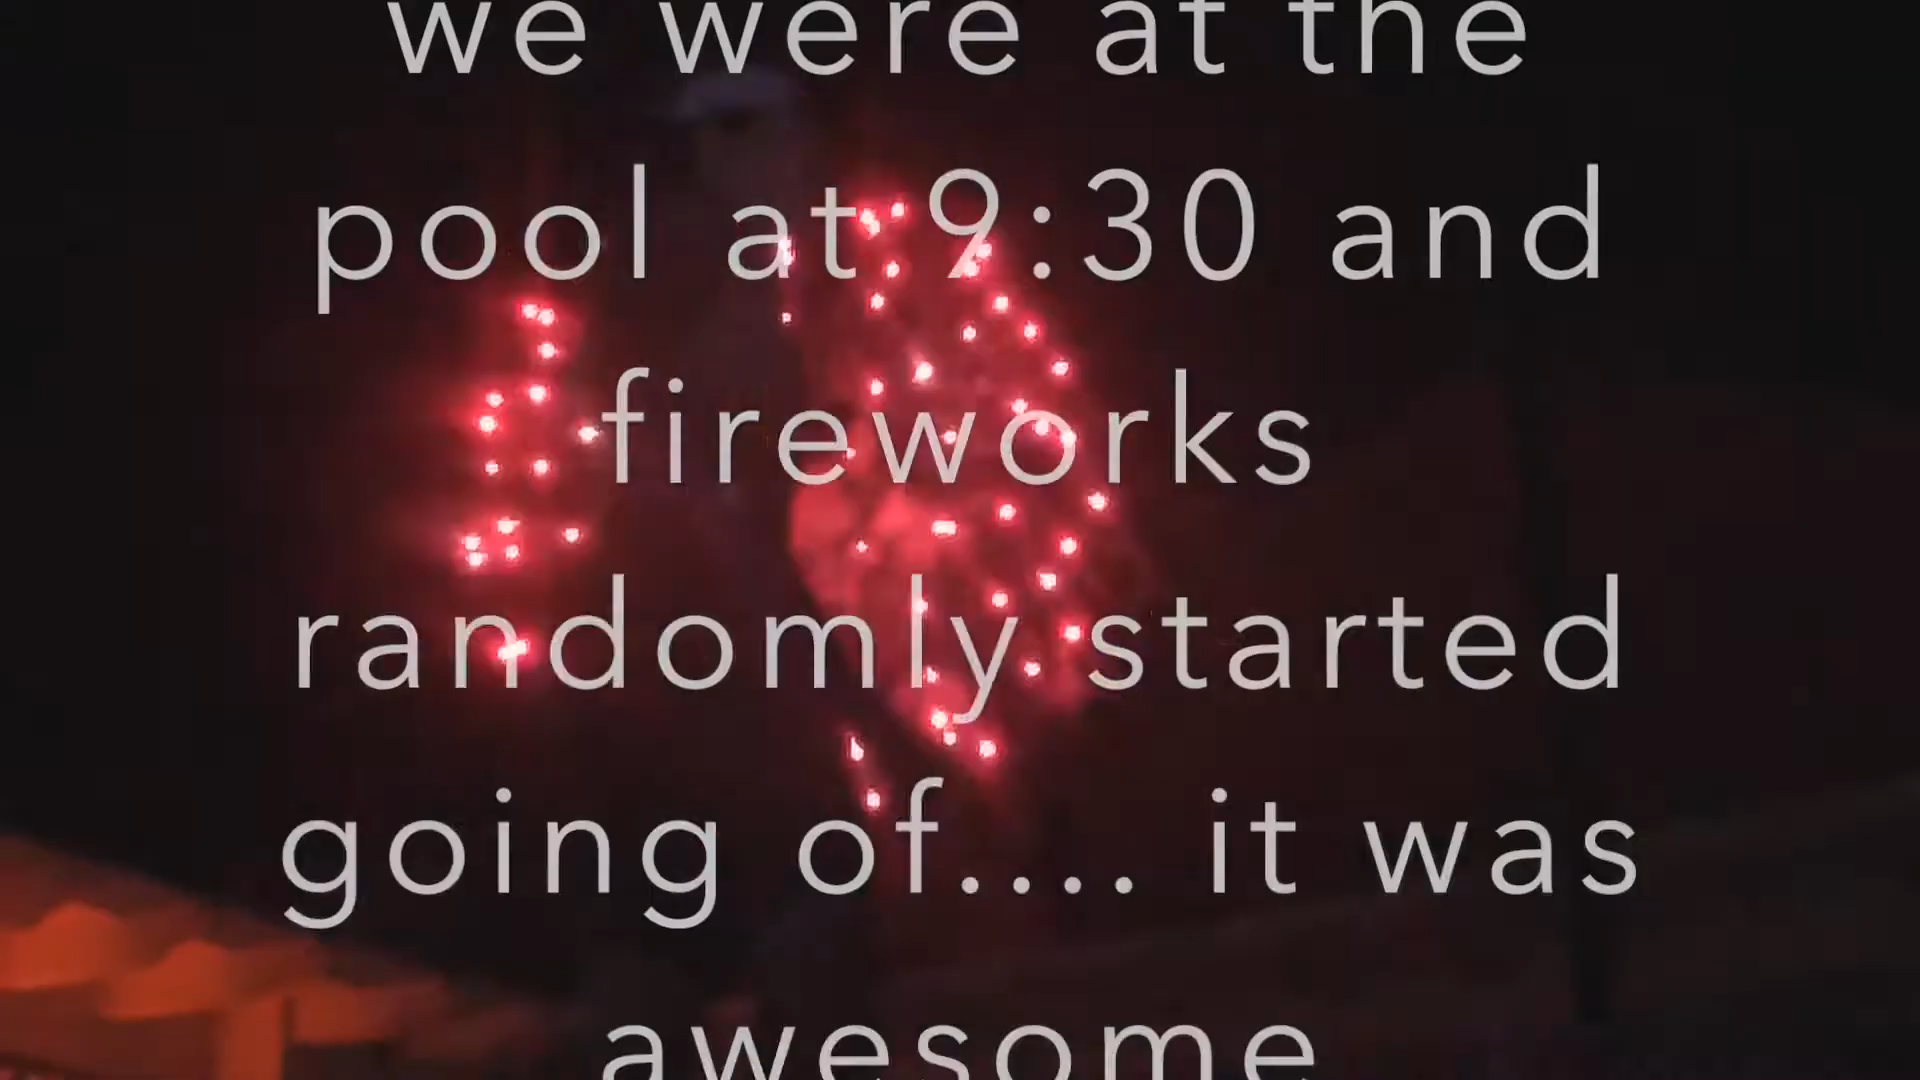 we were at the
pool at 9:30 and
fireworks
randomly started
going of.... it was
awesome